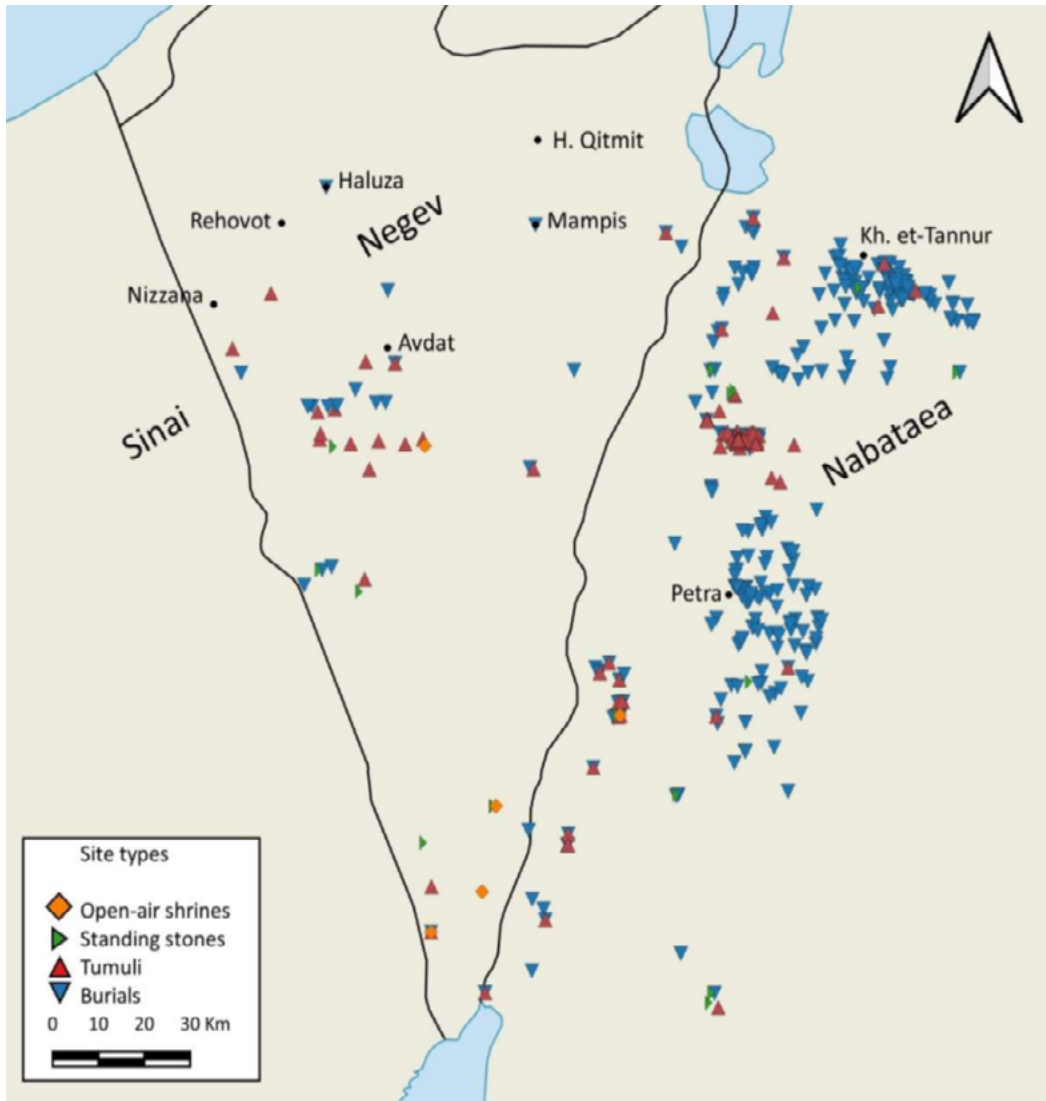 H. Qitmit
Haluza
Rehovot
Negev
Mampis
Kh. et-Tannur
Nizzana
Avdat
Sinai
Nabataea
Petra
Site types
Open-air shrines
Standing stones
Tumuli
Burials
0 10 20 30 Km